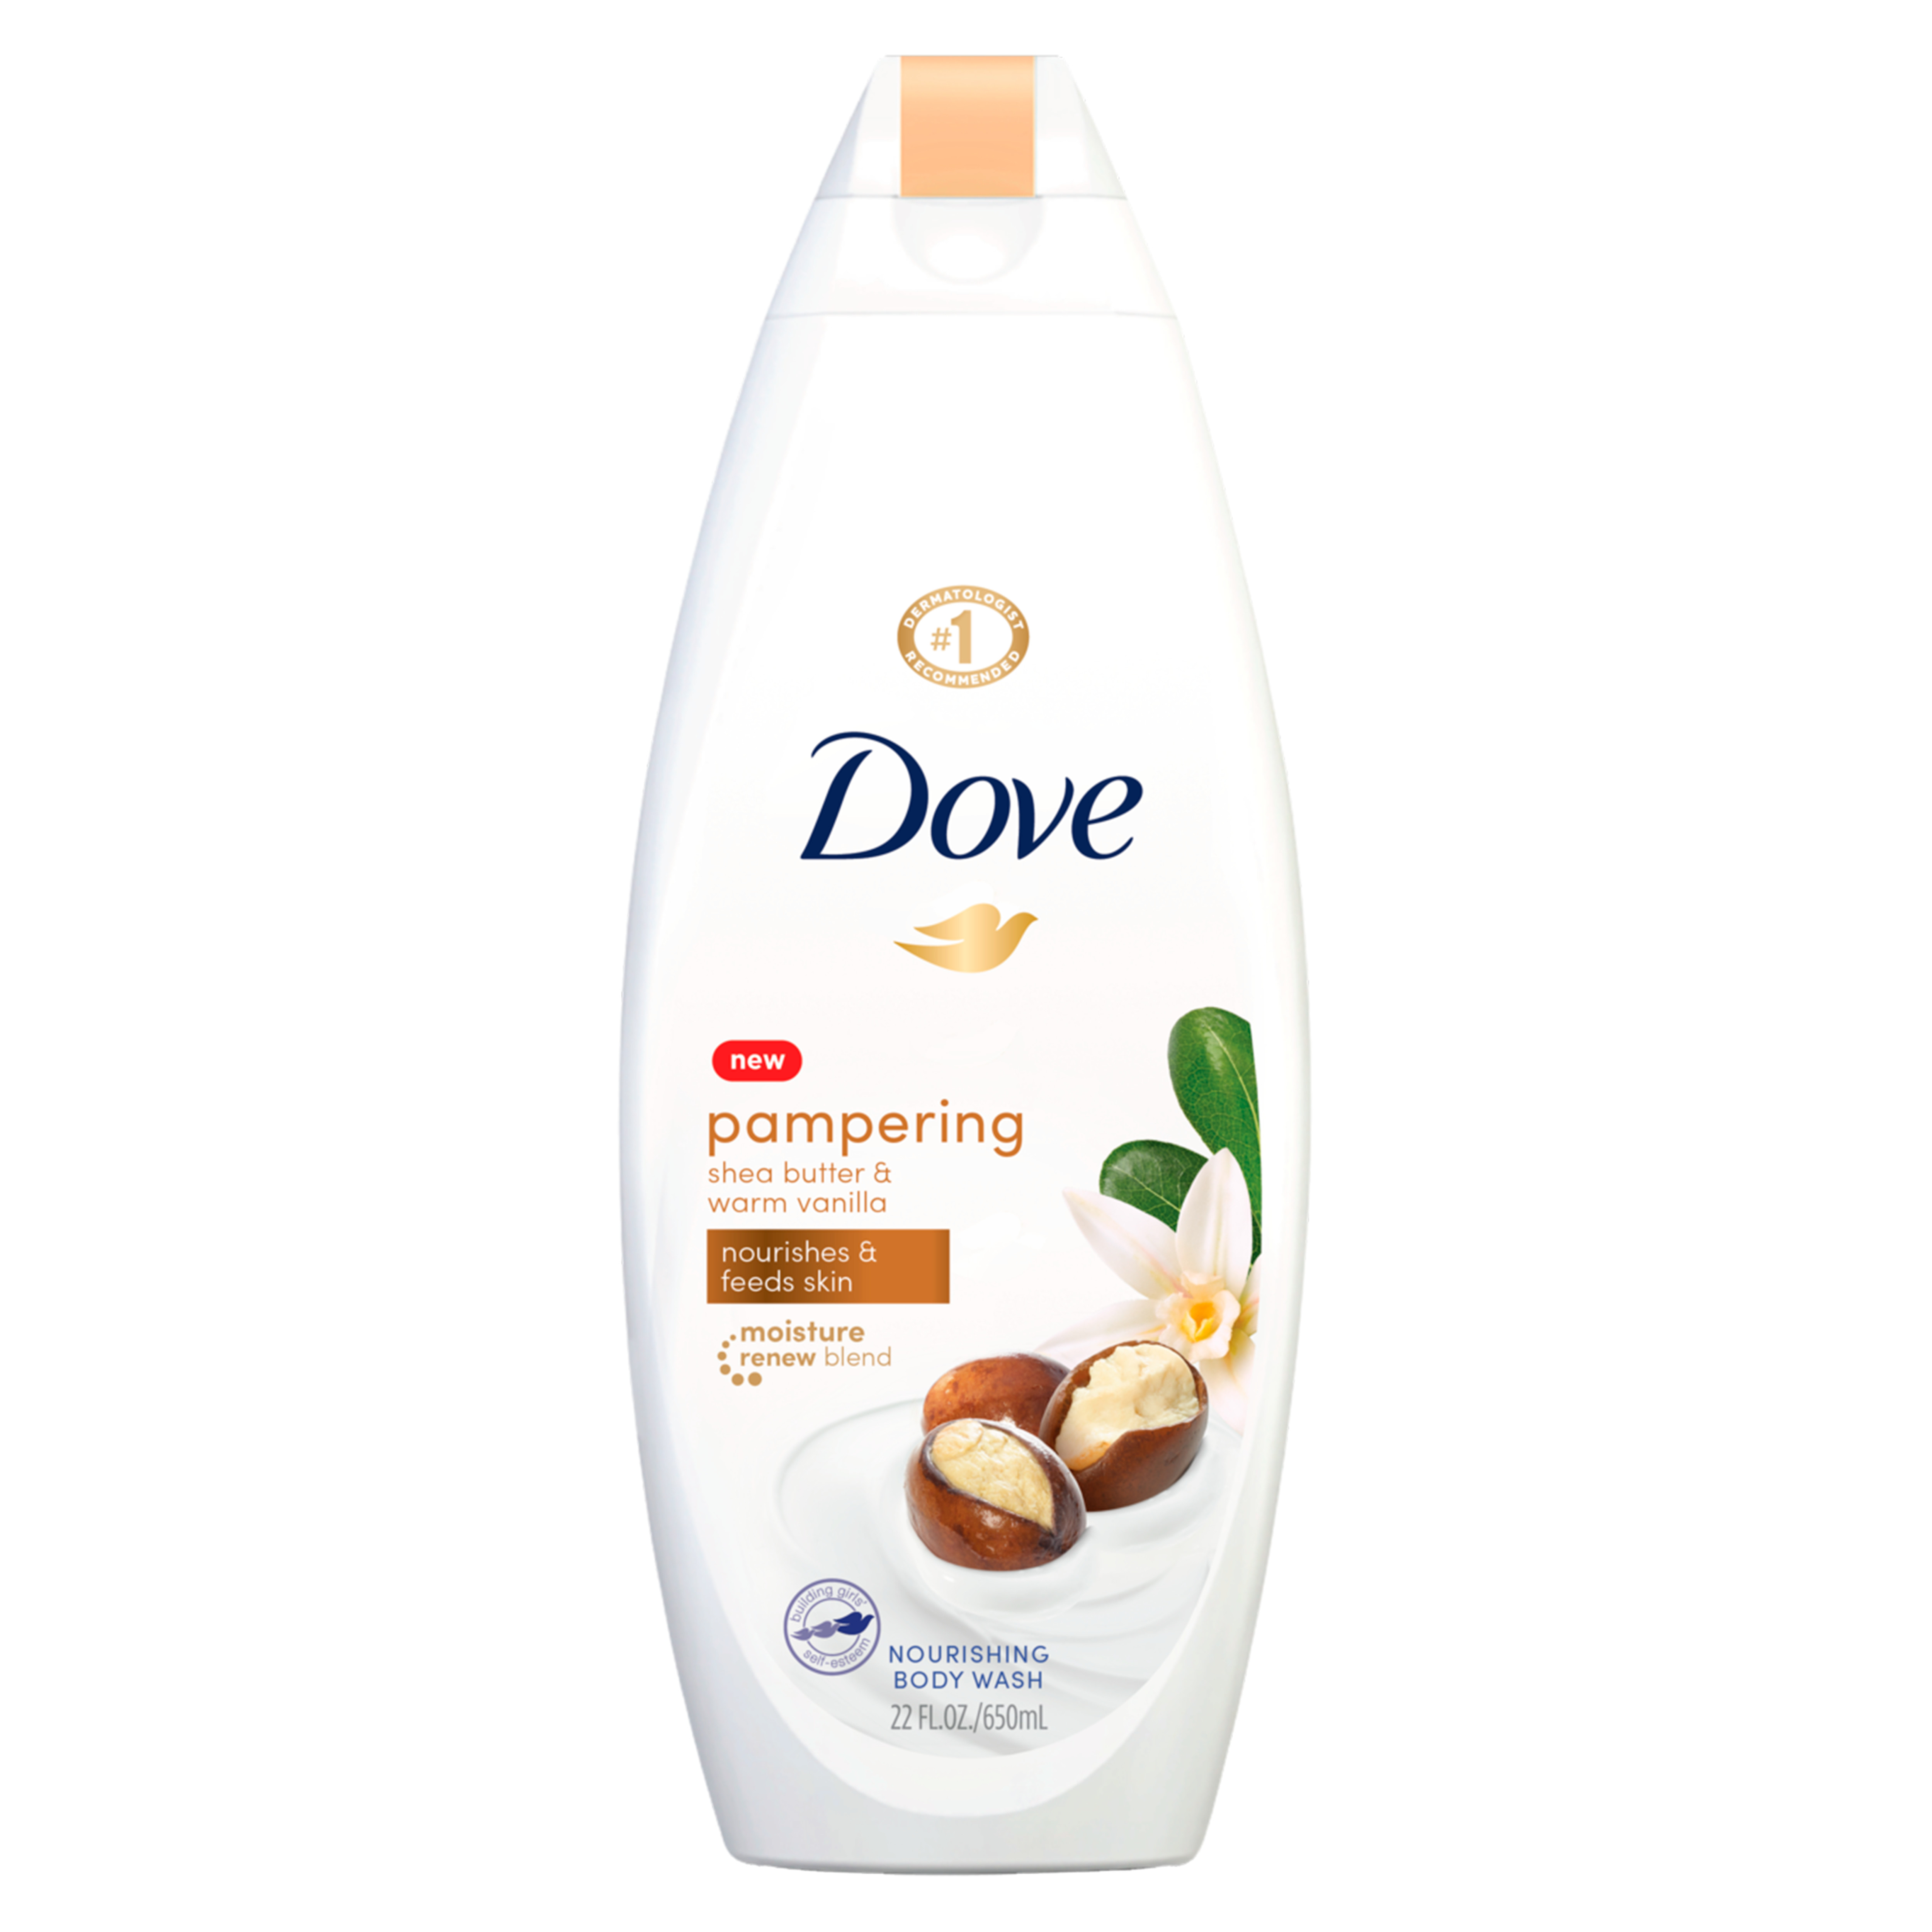 DERMATOLOGIST
#1
RECOMMENDED
Dove
new
pampering
shea butter &
warm vanilla
nourishes &
feeds skin
moisture
renew blend
building girls'
self-esteem
NOURISHING
BODY WASH
22 FL.OZ./650mL